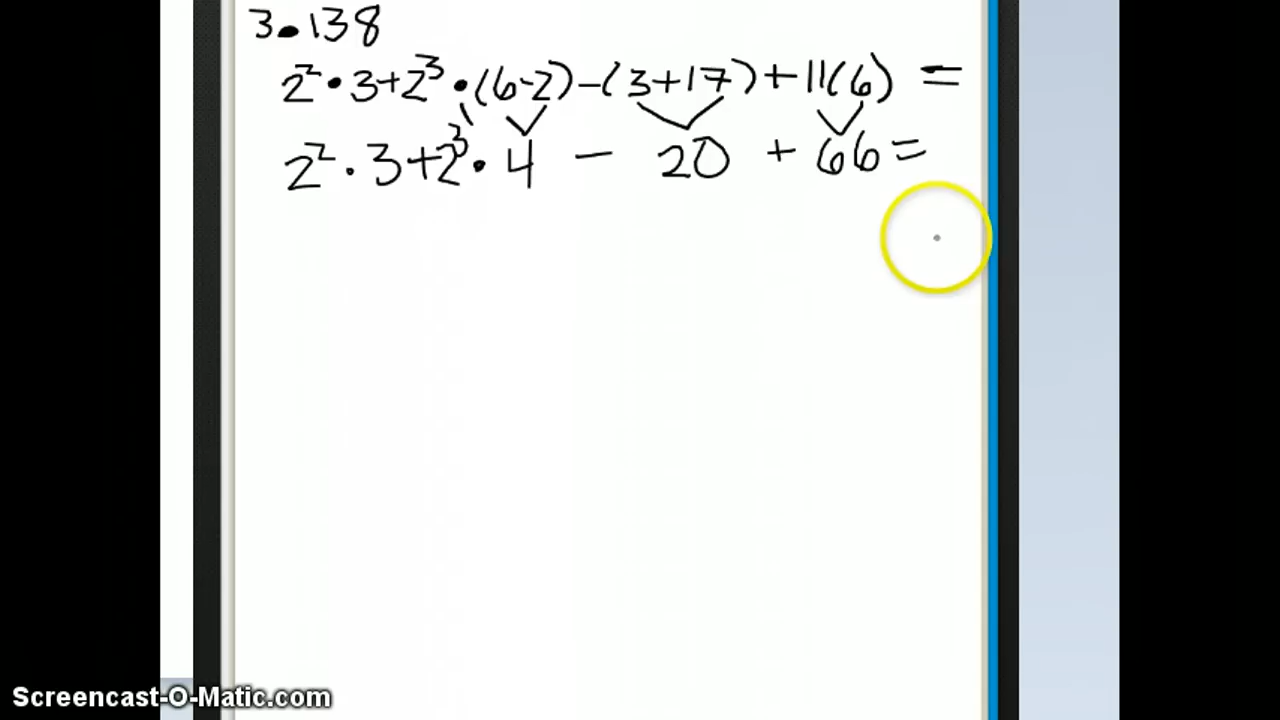 3•138
2² • 3+2³ •(6-2)-(3+17)+11(6) =
2² · 3+2³• 4 - 20 + 66=
Screencast-O-Matic.com